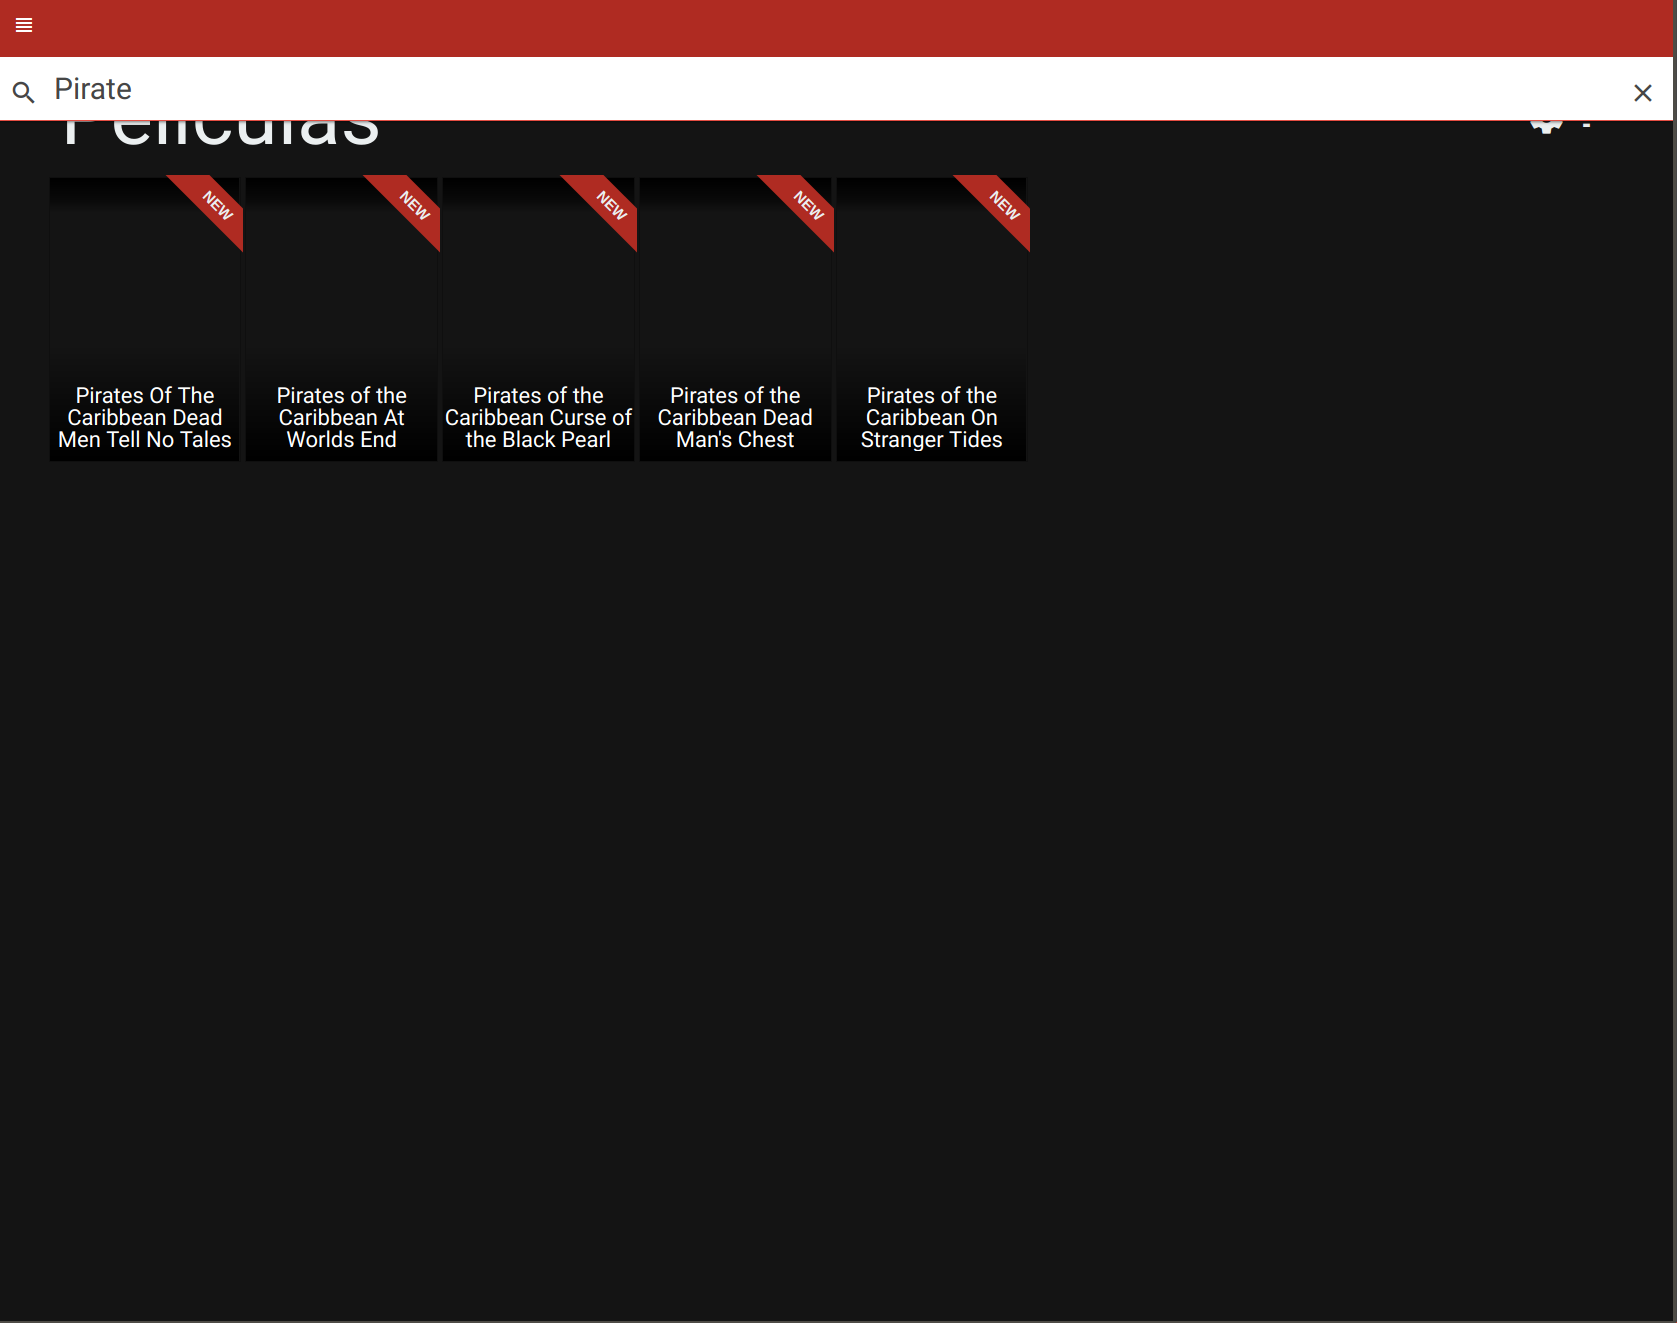 Pirate
Películas
NEW
NEW
NEW
NEW
NEW
Pirates Of The
Caribbean Dead
Men Tell No Tales
Pirates of the
Caribbean At
Worlds End
Pirates of the
Caribbean Curse of
the Black Pearl
Pirates of the
Caribbean Dead
Man's Chest
Pirates of the
Caribbean On
Stranger Tides